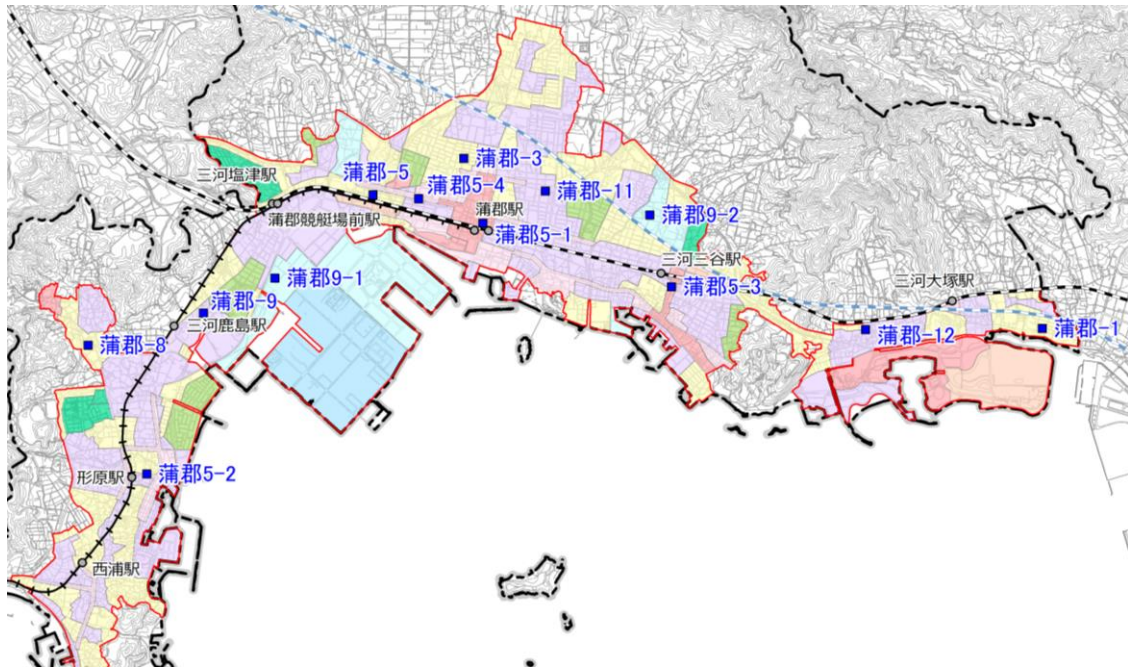 蒲郡-3
三河塩津駅
蒲郡-5
蒲郡5-4
蒲郡-11
蒲郡競艇場前駅
蒲郡駅
蒲郡9-2
蒲郡5-1
三河三谷駅
蒲郡9-1
蒲郡5-3
三河大塚駅
蒲郡-9
三河鹿島駅
蒲郡-8
蒲郡-12
蒲郡-1
形原駅
蒲郡5-2
西浦駅